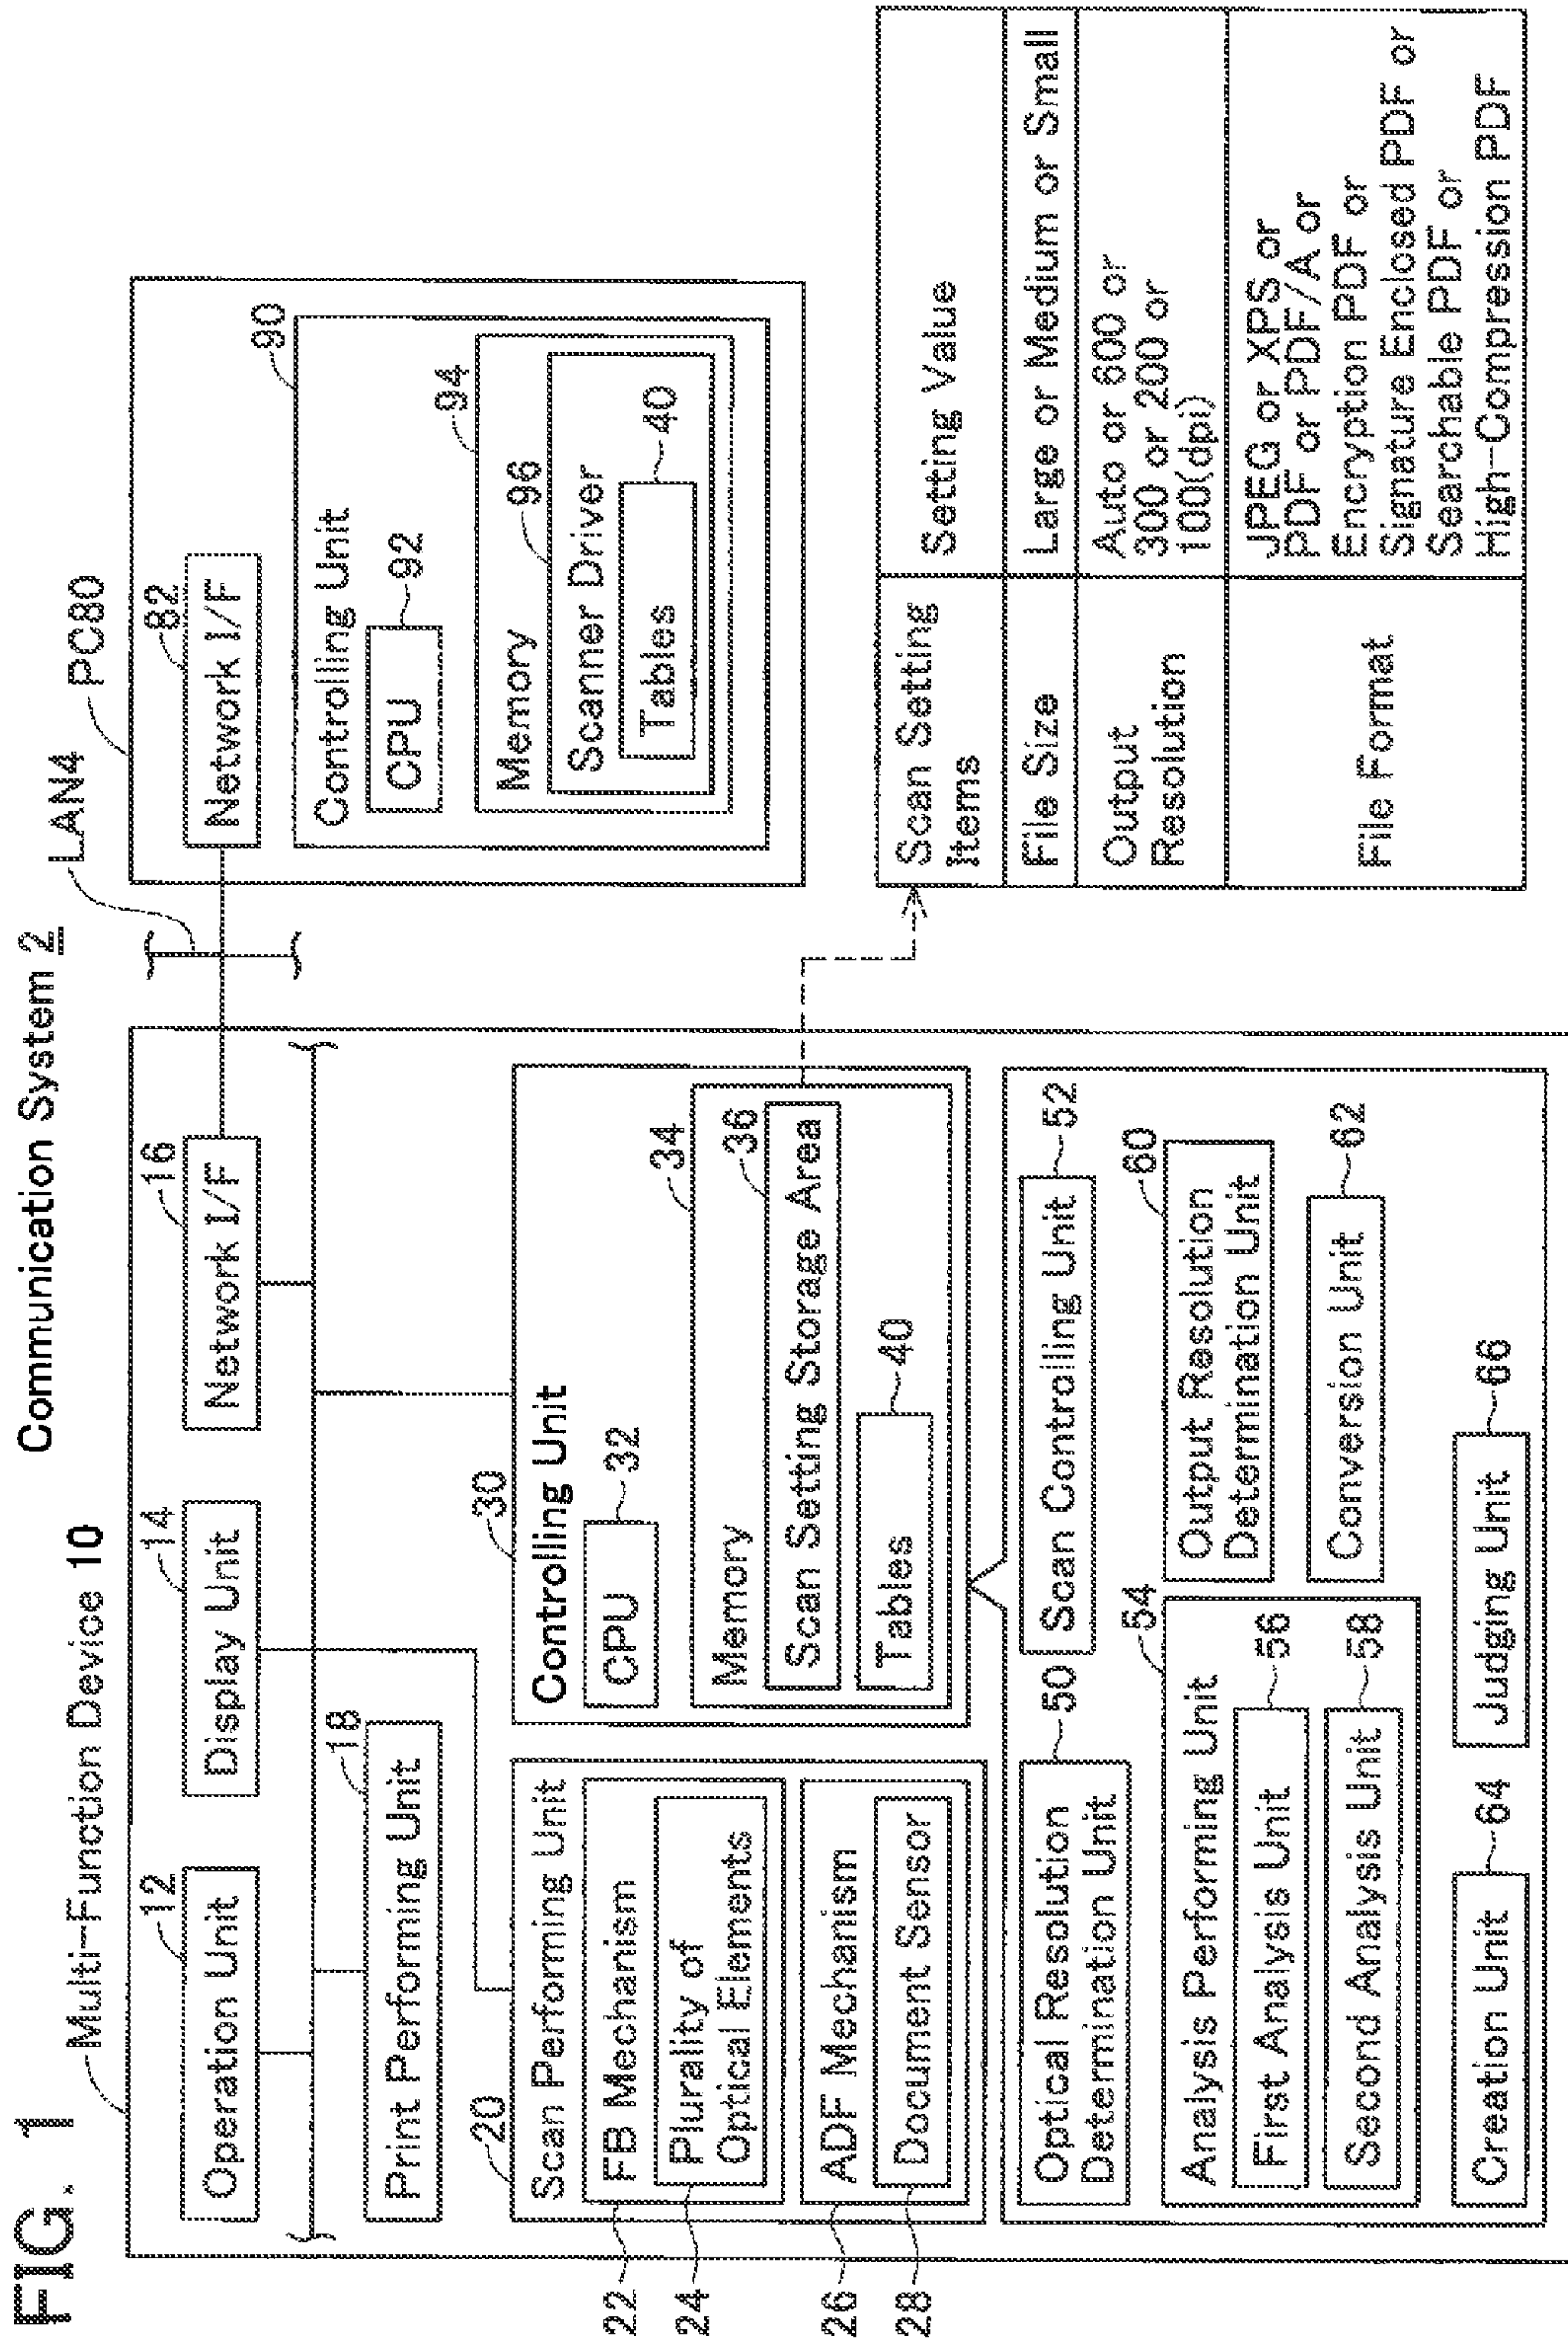 FIG. 1
Communication System 2
Multi-Function Device 10
LAN4
PC80
12
Operation Unit
14
Display Unit
16
Network I/F
82
Network I/F
18
Print Performing Unit
20
Scan Performing Unit
22
FB Mechanism
24
Plurality of
Optical Elements
26
ADF Mechanism
28
Document Sensor
30
Controlling Unit
CPU
32
34
Memory
36
Scan Setting Storage Area
Tables
40
90
Controlling Unit
CPU
92
94
Memory
96
Scanner Driver
Tables
40
Optical Resolution
Determination Unit
50
Scan Controlling Unit
52
54
Analysis Performing Unit
First Analysis Unit
56
Second Analysis Unit
58
60
Output Resolution
Determination Unit
Conversion Unit
62
Creation Unit
64
Judging Unit
66
Scan Setting
Items
Setting Value
File Size
Large or Medium or Small
Output
Resolution
Auto or 600 or
300 or 200 or
100(dpi)
File Format
JPEG or XPS or
PDF or PDF/A or
Encryption PDF or
Signature Enclosed PDF or
Searchable PDF or
High-Compression PDF